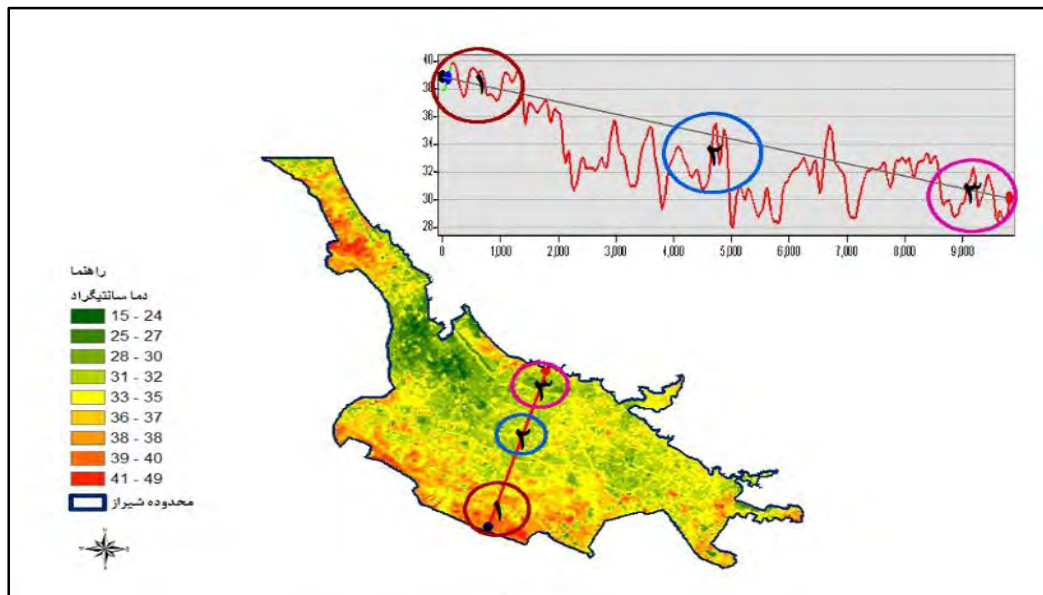 40
38
36
34
32
30
28
0
1,000
2,000
3,000
4,000
5,000
6,000
7,000
8,000
9,000
۱
۲
۳
راهنما
دما سانتیگراد
15 - 24
25 - 27
28 - 30
31 - 32
33 - 35
36 - 37
38 - 38
39 - 40
41 - 49
محدوده شیراز
۳
۲
۱